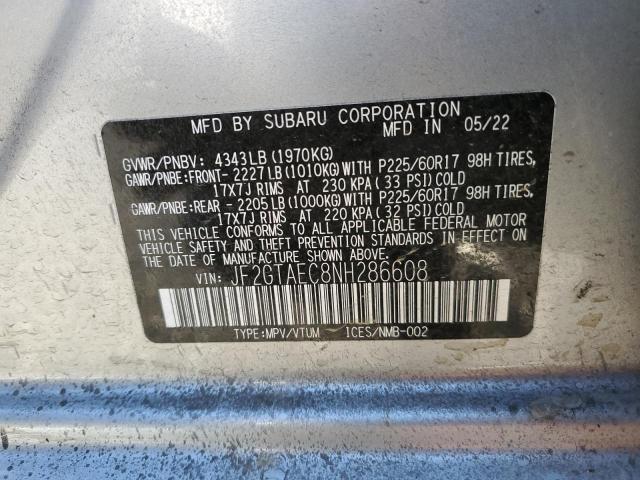 MFD BY SUBARU CORPORATION
MFD IN 05/22
GVWR/PNBV: 4343LB(1970KG)
GAWR/PNBE:FRONT- 2227LB(1010KG)WITH P225/60R17 98H TIRES,
17X7J RIMS AT 230 KPA( 33 PSI)COLD
GAWR/PNBE:REAR - 2205LB(1000KG)WITH P225/60R17 98H TIRES,
17X7J RIMS AT 220 KPA( 32 PSI)COLD
THIS VEHICLE CONFORMS TO ALL APPLICABLE FEDERAL MOTOR
VEHICLE SAFETY AND THEFT PREVENTION STANDARDS IN EFFECT ON
THE DATE OF MANUFACTURE SHOWN ABOVE.
VIN: JF2GTAEC8NH286608
TYPE:MPV/VTUM ICES/NMB-002